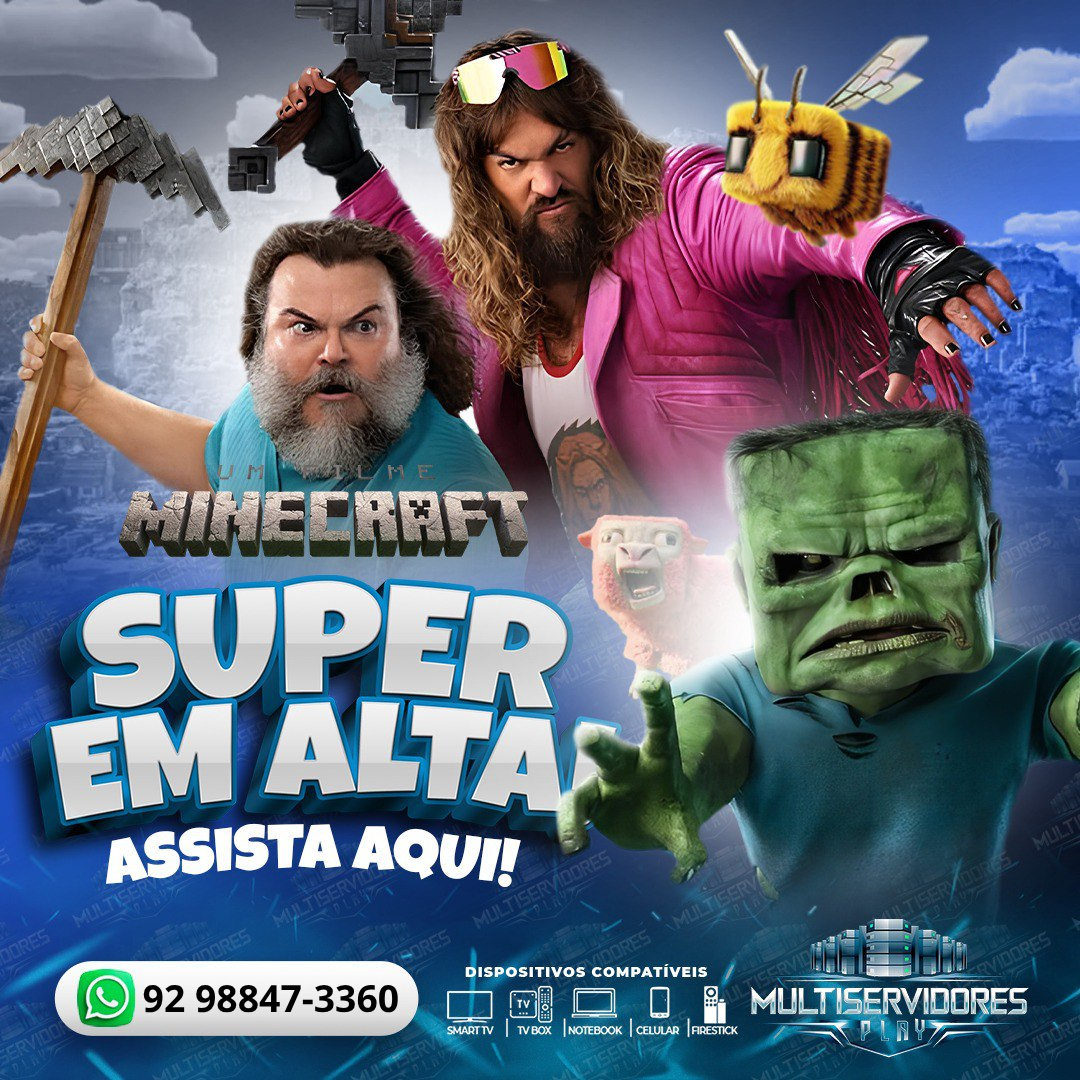 UM FILME
MINECRAFT
SUPER
EM ALTA
ASSISTA AQUI!
92 98847-3360
DISPOSITIVOS COMPATÍVEIS
SMART TV
TV
TV BOX
NOTEBOOK
CELULAR
FIRESTICK
MULTISERVIDORES
PLAY